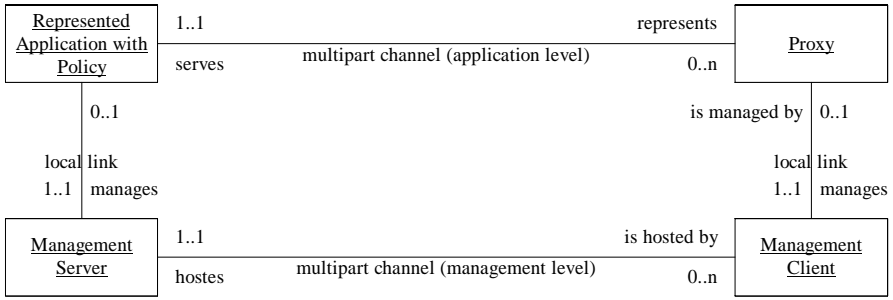 Represented
Application with
Policy
1..1
represents
Proxy
multipart channel (application level)
serves
0..n
0..1
is managed by
0..1
local link
local link
1..1
manages
1..1
manages
Management
Server
1..1
is hosted by
Management
Client
hostes
multipart channel (management level)
0..n